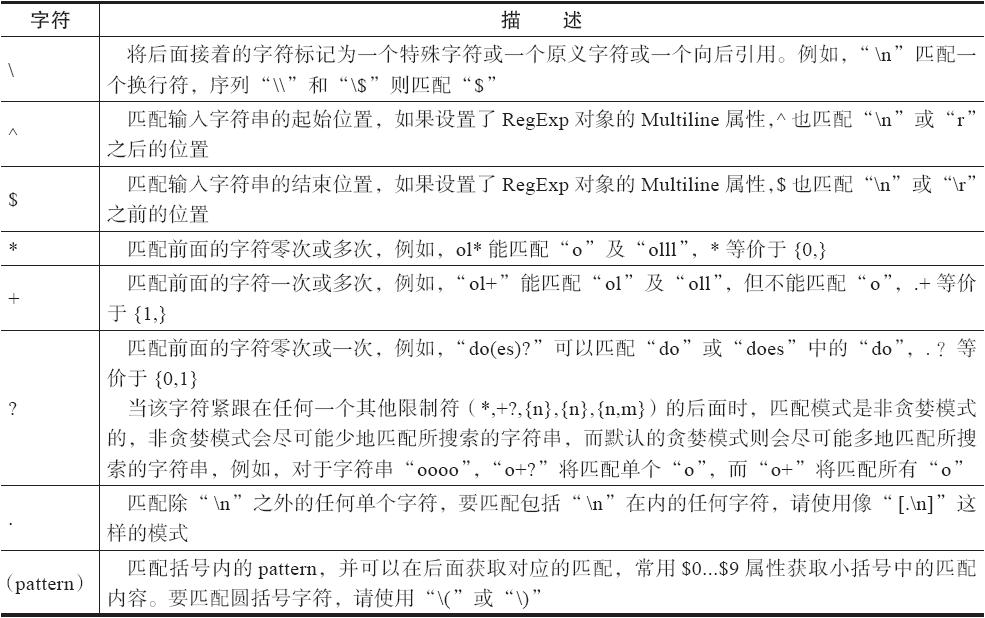 字符 描 述
\ 将后面接着的字符标记为一个特殊字符或一个原义字符或一个向后引用。例如，“\n”匹配一
个换行符，序列“\\”和“\$”则匹配“$”
^ 匹配输入字符串的起始位置，如果设置了 RegExp 对象的 Multiline 属性,^ 也匹配“\n”或“r”
之后的位置
$ 匹配输入字符串的结束位置，如果设置了 RegExp 对象的 Multiline 属性,$ 也匹配“\n”或“\r”
之前的位置
* 匹配前面的字符零次或多次，例如，ol* 能匹配“o”及“olll”，* 等价于 {0,}
+ 匹配前面的字符一次或多次，例如，“ol+”能匹配“ol”及“oll”，但不能匹配“o”，.+ 等价
于 {1,}
? 匹配前面的字符零次或一次，例如，“do(es)?”可以匹配“do”或“does”中的“do”，. ? 等
价于 {0,1}
当该字符紧跟在任何一个其他限制符（*,+?,{n},{n},{n,m}）的后面时，匹配模式是非贪婪模式
的，非贪婪模式会尽可能少地匹配所搜索的字符串，而默认的贪婪模式则会尽可能多地匹配所搜
索的字符串，例如，对于字符串“oooo”，“o+?”将匹配单个“o”，而“o+”将匹配所有“o”
. 匹配除“\n”之外的任何单个字符，要匹配包括“\n”在内的任何字符，请使用像“[.\n]”这
样的模式
（pattern） 匹配括号内的 pattern，并可以在后面获取对应的匹配，常用 $0...$9 属性获取小括号中的匹配
内容。要匹配圆括号字符，请使用“\(”或“\)”